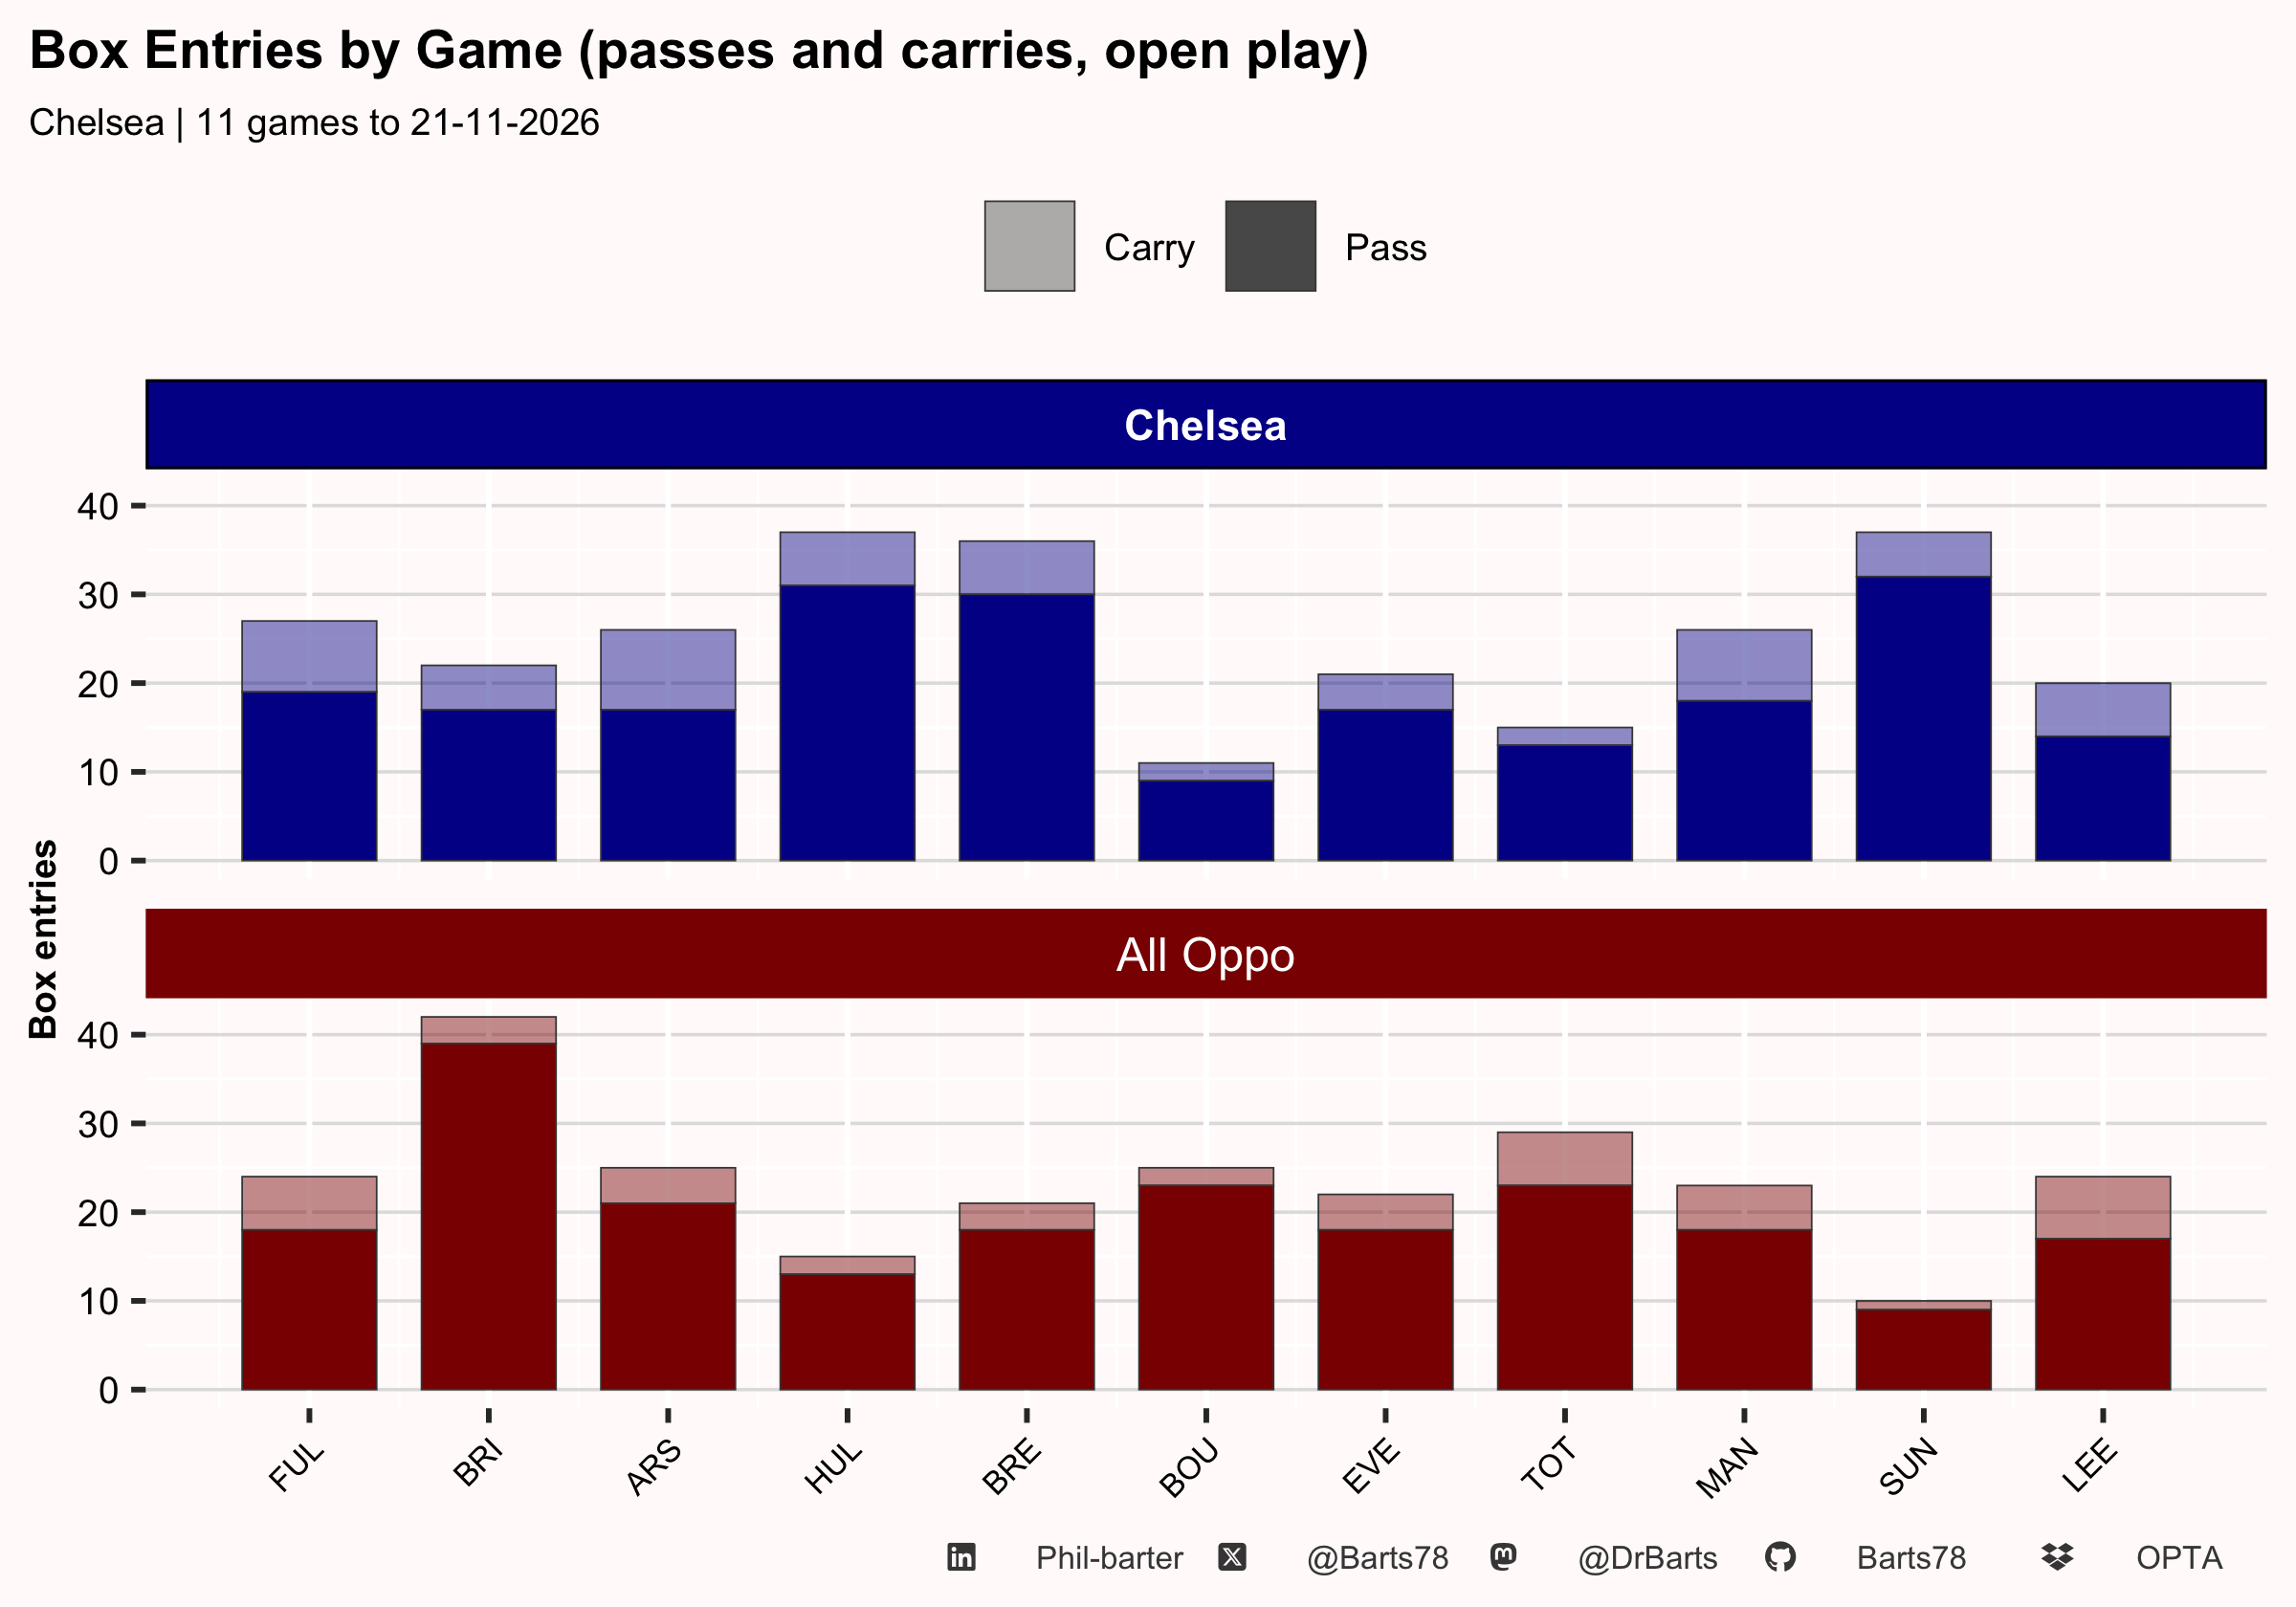 Box Entries by Game (passes and carries, open play)
Chelsea | 11 games to 21-11-2026
Carry Pass
Chelsea
40
30
20
10
0
Box entries
All Oppo
40
30
20
10
0
FUL BRI ARS HUL BRE BOU EVE TOT MAN SUN LEE
Phil-barter @Barts78 @DrBarts Barts78 OPTA